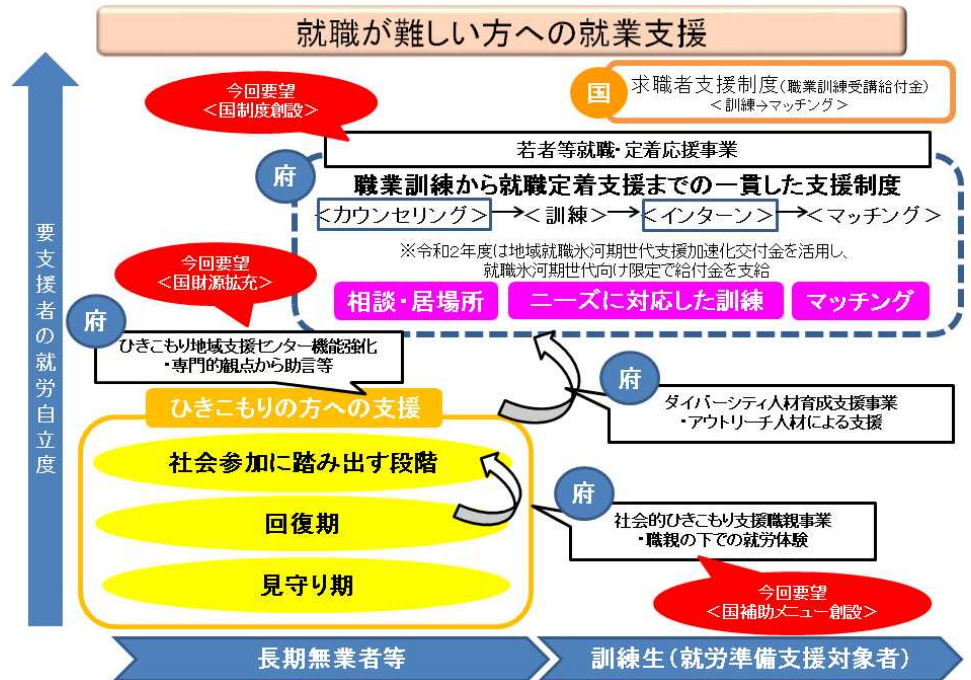 就職が難しい方への就業支援
国
求職者支援制度(職業訓練受講給付金)
<訓練→マッチング>
今回要望
<国制度創設>
若者等就職・定着応援事業
府
職業訓練から就職定着支援までの一貫した支援制度
<カウンセリング>→<訓練>→<インターン>→<マッチング>
※令和2年度は地域就職氷河期世代支援加速化交付金を活用し、
就職氷河期世代向け限定で給付金を支給
相談・居場所
ニーズに対応した訓練
マッチング
今回要望
<国財源拡充>
府
ひきこもり地域支援センター機能強化
・専門的観点から助言等
府
ダイバーシティ人材育成支援事業
・アウトリーチ人材による支援
ひきこもりの方への支援
社会参加に踏み出す段階
回復期
見守り期
府
社会的ひきこもり支援職親事業
・職親の下での就労体験
今回要望
<国補助メニュー創設>
要支援者の就労自立度
長期無業者等
訓練生(就労準備支援対象者)